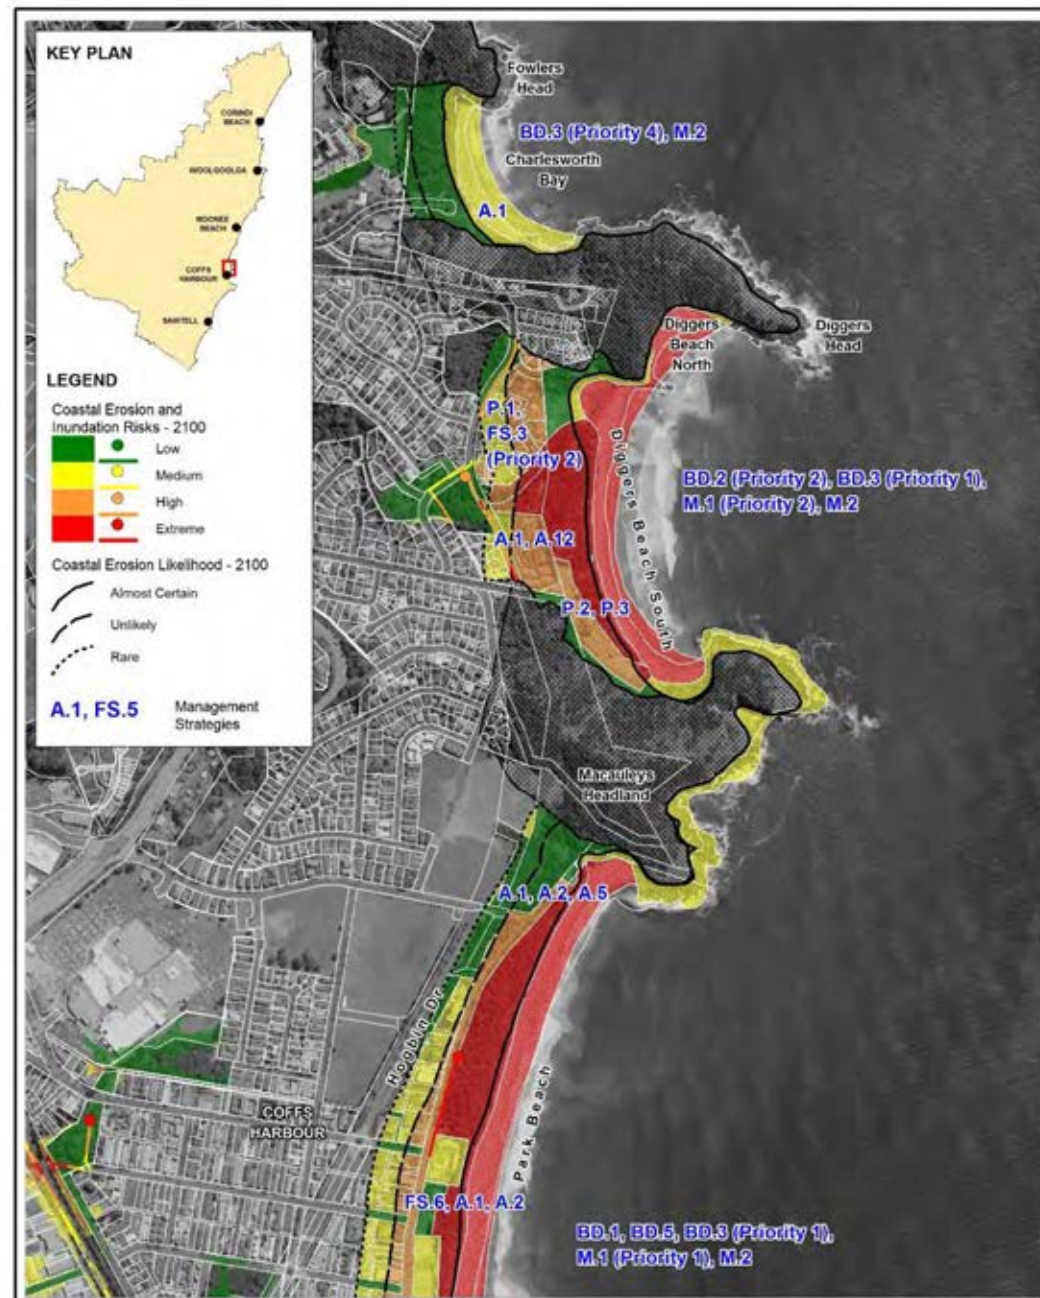 KEY PLAN
CORINDI
BEACH
WOOLGOOLGA
MOONEE
BEACH
COFFS
HARBOUR
SAWTELL
LEGEND
Coastal Erosion and
Inundation Risks - 2100
Low
Medium
High
Extreme
Coastal Erosion Likelihood - 2100
Almost Certain
Unlikely
Rare
A.1, FS.5
Management
Strategies
Fowlers
Head
BD.3 (Priority 4), M.2
Charlesworth
Bay
A.1
Diggers
Beach
North
Diggers
Head
P.1,
FS.3
(Priority 2)
Diggers Beach South
BD.2 (Priority 2), BD.3 (Priority 1),
M.1 (Priority 2), M.2
A.1, A.12
P.2, P.3
Macauleys
Headland
A.1, A.2, A.5
Hogbin Dr
Park Beach
COFFS
HARBOUR
FS.6, A.1, A.2
BD.1, BD.5, BD.3 (Priority 1),
M.1 (Priority 1), M.2